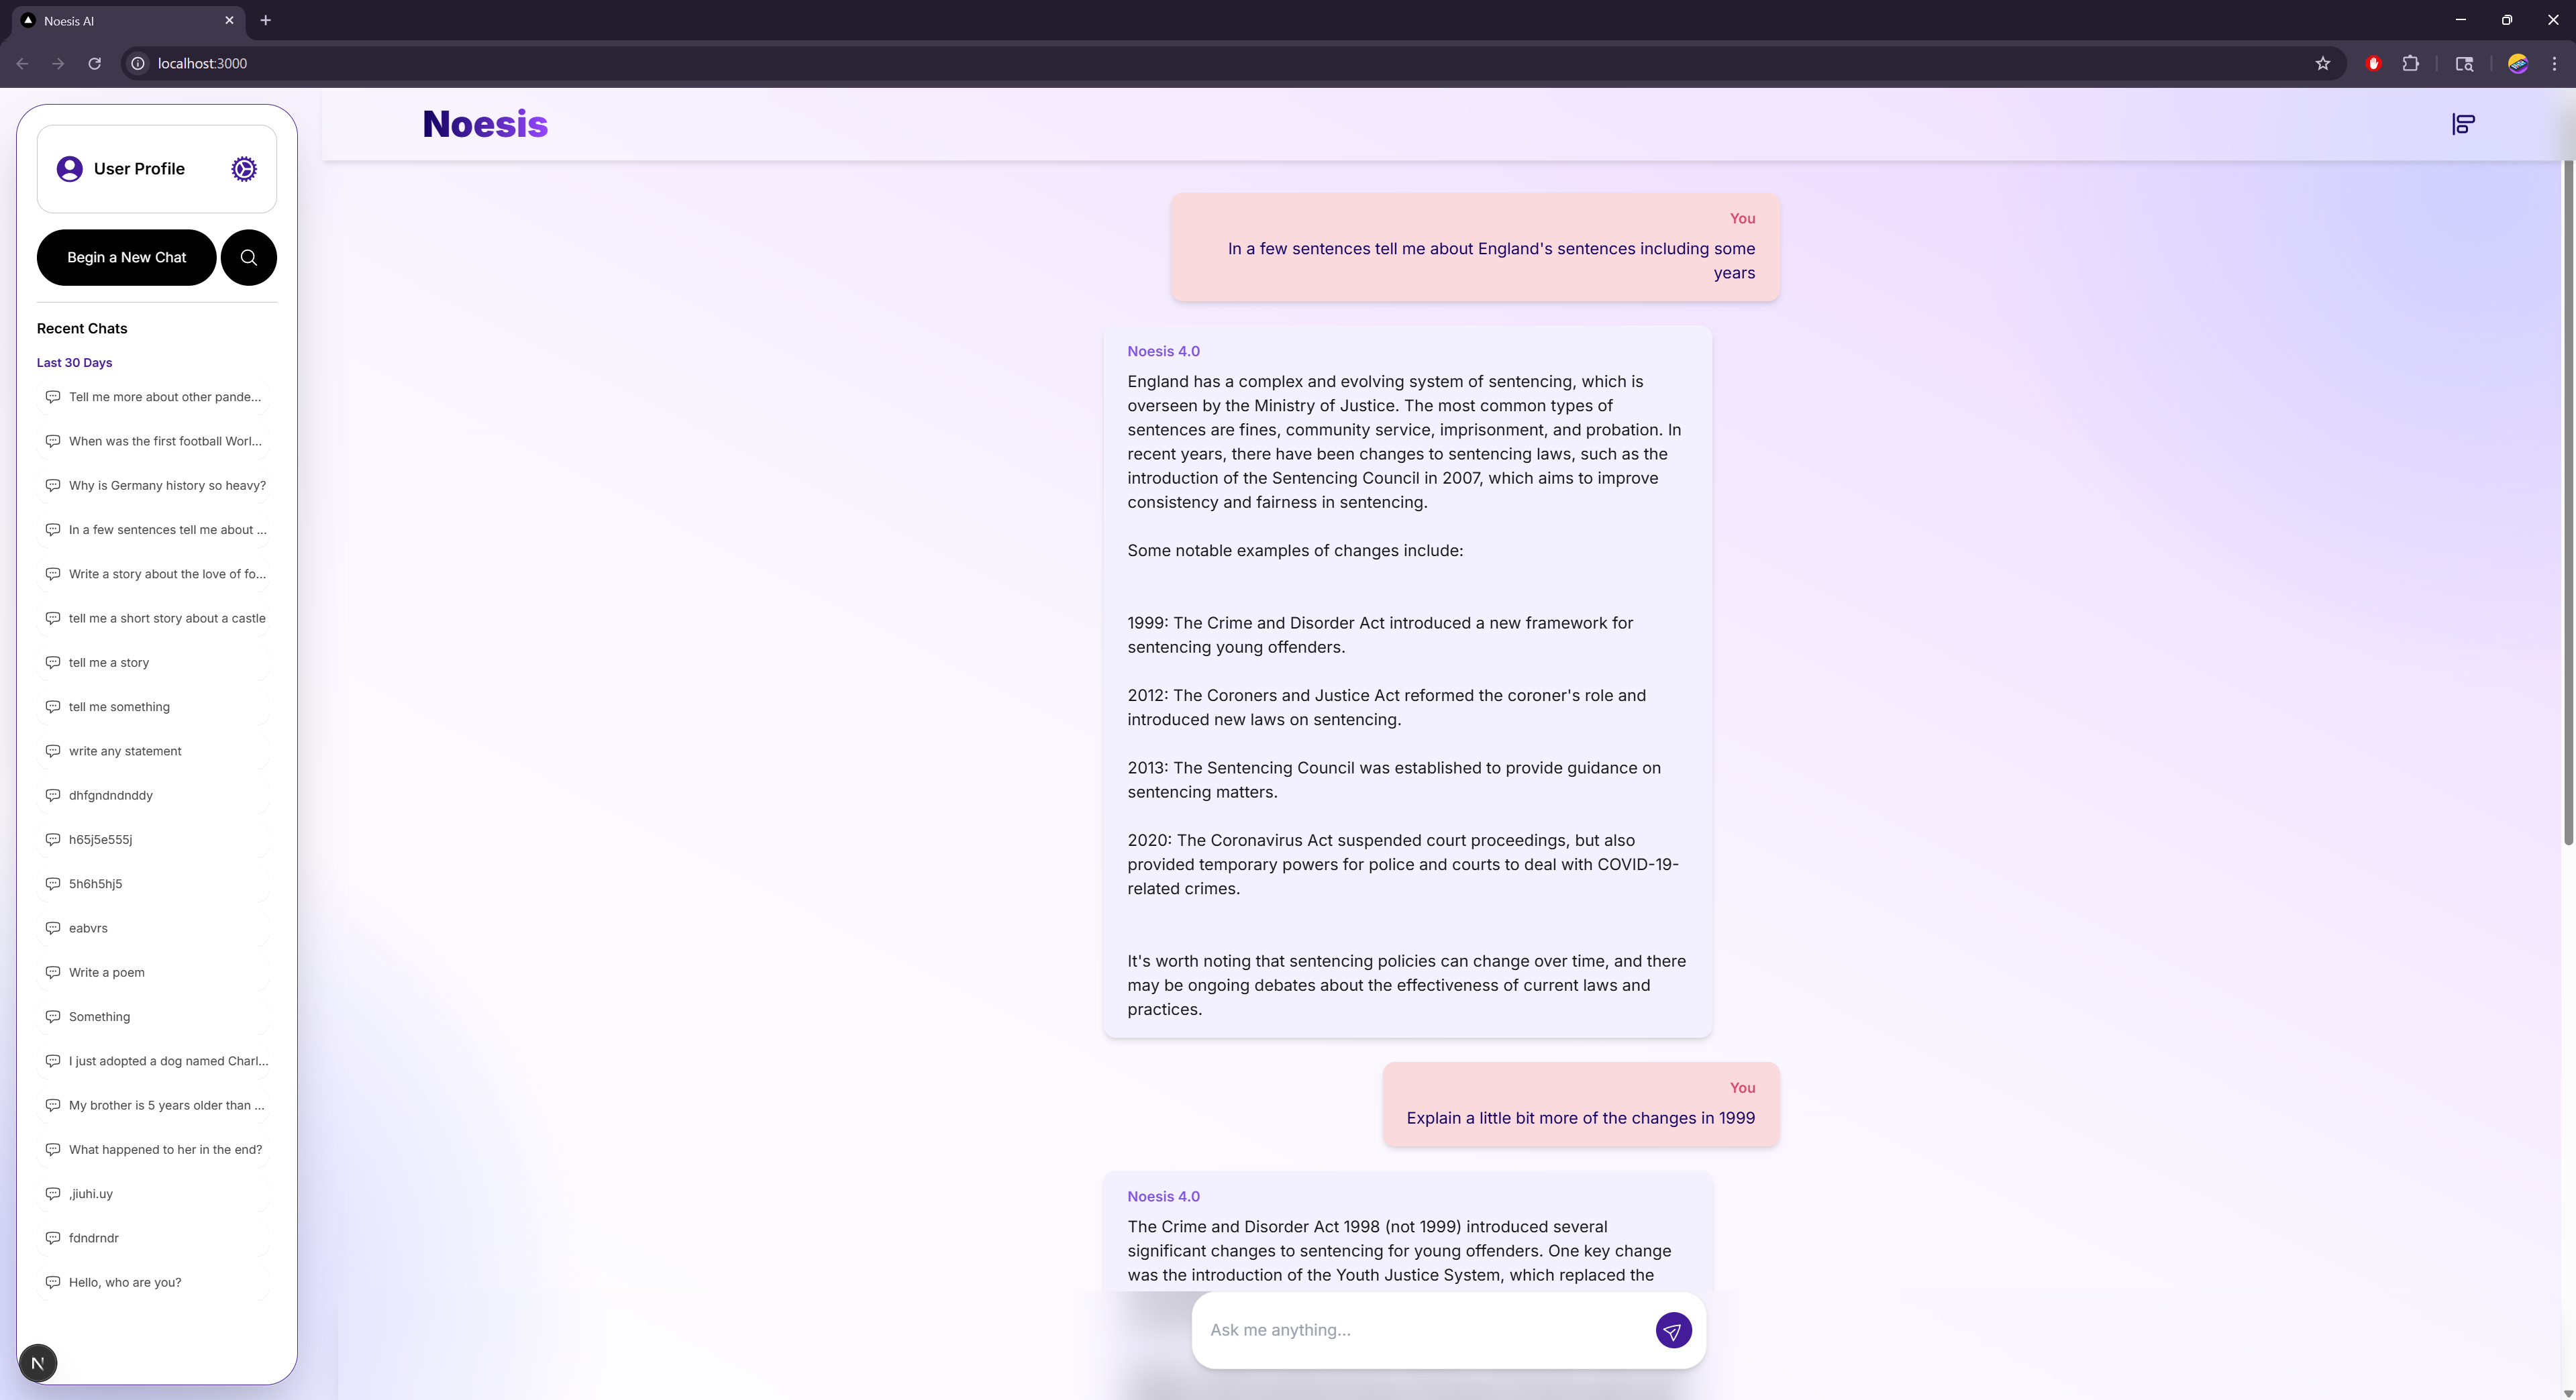 Noesis AI
localhost:3000
User Profile
Begin a New Chat
Recent Chats
Last 30 Days
Tell me more about other pande...
When was the first football Worl...
Why is Germany history so heavy?
In a few sentences tell me about ...
Write a story about the love of fo...
tell me a short story about a castle
tell me a story
tell me something
write any statement
dhfgndndnddy
h65j5e555j
5h6h5hj5
eabvrs
Write a poem
Something
I just adopted a dog named Charl...
My brother is 5 years older than ...
What happened to her in the end?
,jiuhi.uy
fdndrndr
Hello, who are you?
N
Noesis
You
In a few sentences tell me about England's sentences including some
years
Noesis 4.0
England has a complex and evolving system of sentencing, which is
overseen by the Ministry of Justice. The most common types of
sentences are fines, community service, imprisonment, and probation. In
recent years, there have been changes to sentencing laws, such as the
introduction of the Sentencing Council in 2007, which aims to improve
consistency and fairness in sentencing.
Some notable examples of changes include:
1999: The Crime and Disorder Act introduced a new framework for
sentencing young offenders.
2012: The Coroners and Justice Act reformed the coroner's role and
introduced new laws on sentencing.
2013: The Sentencing Council was established to provide guidance on
sentencing matters.
2020: The Coronavirus Act suspended court proceedings, but also
provided temporary powers for police and courts to deal with COVID-19-
related crimes.
It's worth noting that sentencing policies can change over time, and there
may be ongoing debates about the effectiveness of current laws and
practices.
You
Explain a little bit more of the changes in 1999
Noesis 4.0
The Crime and Disorder Act 1998 (not 1999) introduced several
significant changes to sentencing for young offenders. One key change
was the introduction of the Youth Justice System, which replaced the
Ask me anything...